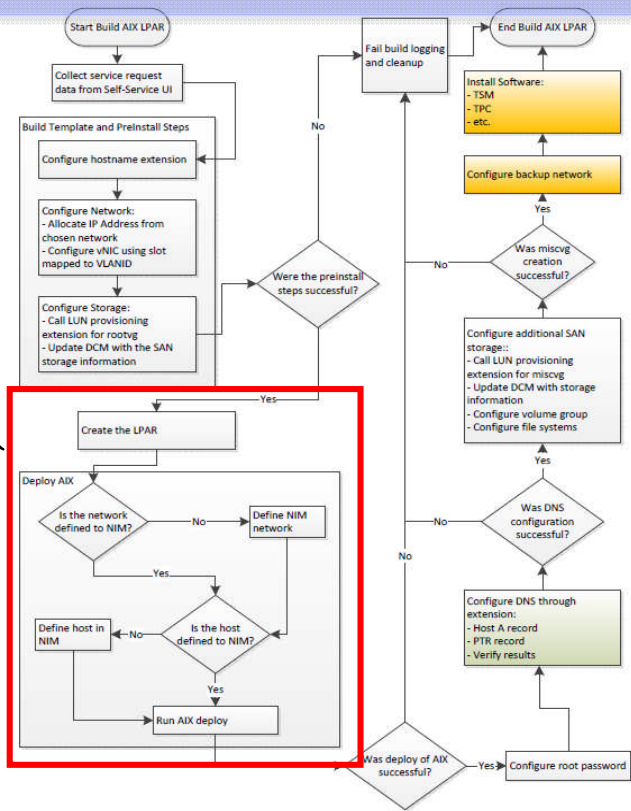 Start Build AIX LPAR
Collect service request
data from Self-Service UI
Build Template and PreInstall Steps
Configure hostname extension
Configure Network:
- Allocate IP Address from
chosen network
- Configure vNIC using slot
mapped to VLANID
Configure Storage:
- Call LUN provisioning
extension for rootvg
- Update DCM with the SAN
storage information
Were the preinstall
steps successful?
No
Yes
Fail build logging
and cleanup
Create the LPAR
Deploy AIX
Is the network
defined to NIM?
No
Define NIM
network
Yes
Is the host
defined to NIM?
No
Define host in
NIM
Yes
Run AIX deploy
Was deploy of AIX
successful?
No
Yes
Configure root password
Configure DNS through
extension:
- Host A record
- PTR record
- Verify results
Was DNS
configuration
successful?
No
Yes
Configure additional SAN
storage::
- Call LUN provisioning
extension for miscvg
- Update DCM with storage
information
- Configure volume group
- Configure file systems
Was miscvg
creation
successful?
No
Yes
Configure backup network
Install Software:
- TSM
- TPC
- etc.
End Build AIX LPAR